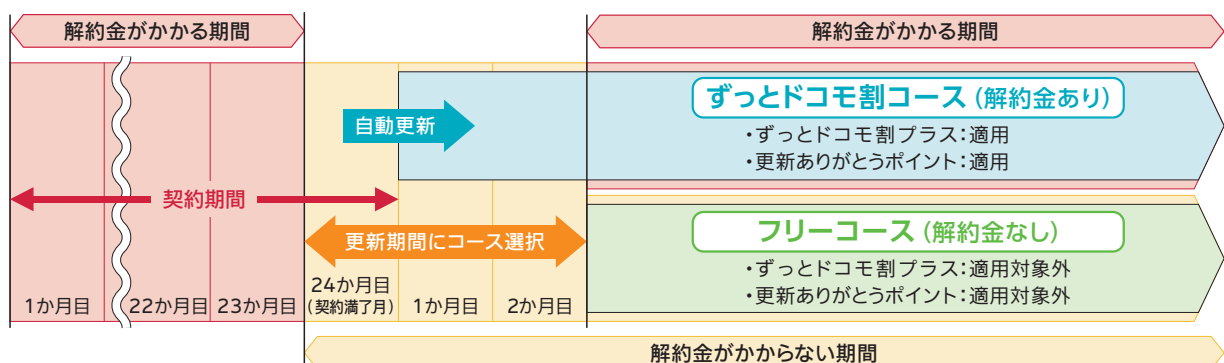 解約金がかかる期間
解約金がかかる期間
ずっとドコモ割コース(解約金あり)
・ずっとドコモ割プラス:適用
・更新ありがとうポイント:適用
自動更新
契約期間
更新期間にコース選択
フリーコース(解約金なし)
・ずっとドコモ割プラス:適用対象外
・更新ありがとうポイント:適用対象外
1か月目
22か月目
23か月目
24か月目
(契約満了月)
1か月目
2か月目
解約金がかからない期間